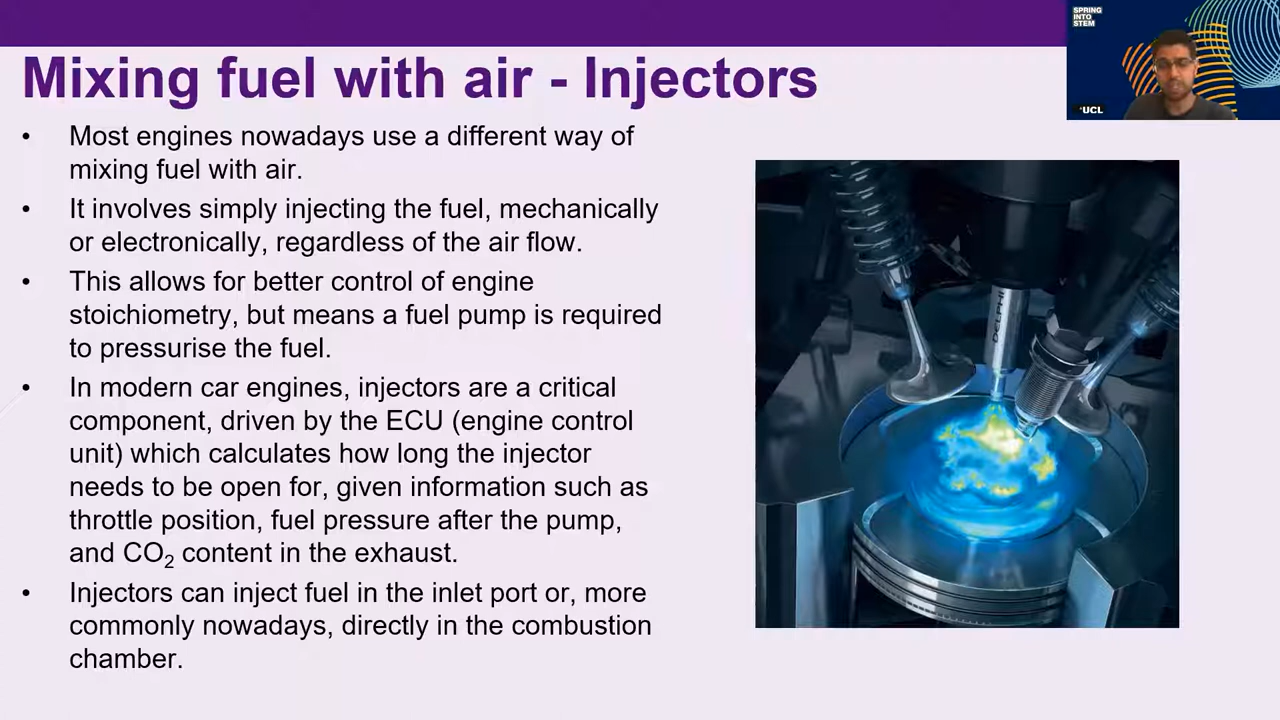 Mixing fuel with air - Injectors
• Most engines nowadays use a different way of
mixing fuel with air.
• It involves simply injecting the fuel, mechanically
or electronically, regardless of the air flow.
• This allows for better control of engine
stoichiometry, but means a fuel pump is required
to pressurise the fuel.
• In modern car engines, injectors are a critical
component, driven by the ECU (engine control
unit) which calculates how long the injector
needs to be open for, given information such as
throttle position, fuel pressure after the pump,
and CO₂ content in the exhaust.
• Injectors can inject fuel in the inlet port or, more
commonly nowadays, directly in the combustion
chamber.
SPRING
INTO
STEM
UCL
DELPHI